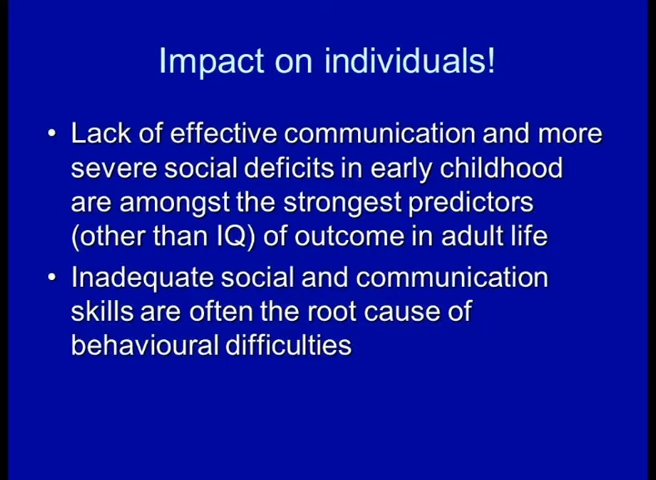 Impact on individuals!
• Lack of effective communication and more
severe social deficits in early childhood
are amongst the strongest predictors
(other than IQ) of outcome in adult life
• Inadequate social and communication
skills are often the root cause of
behavioural difficulties